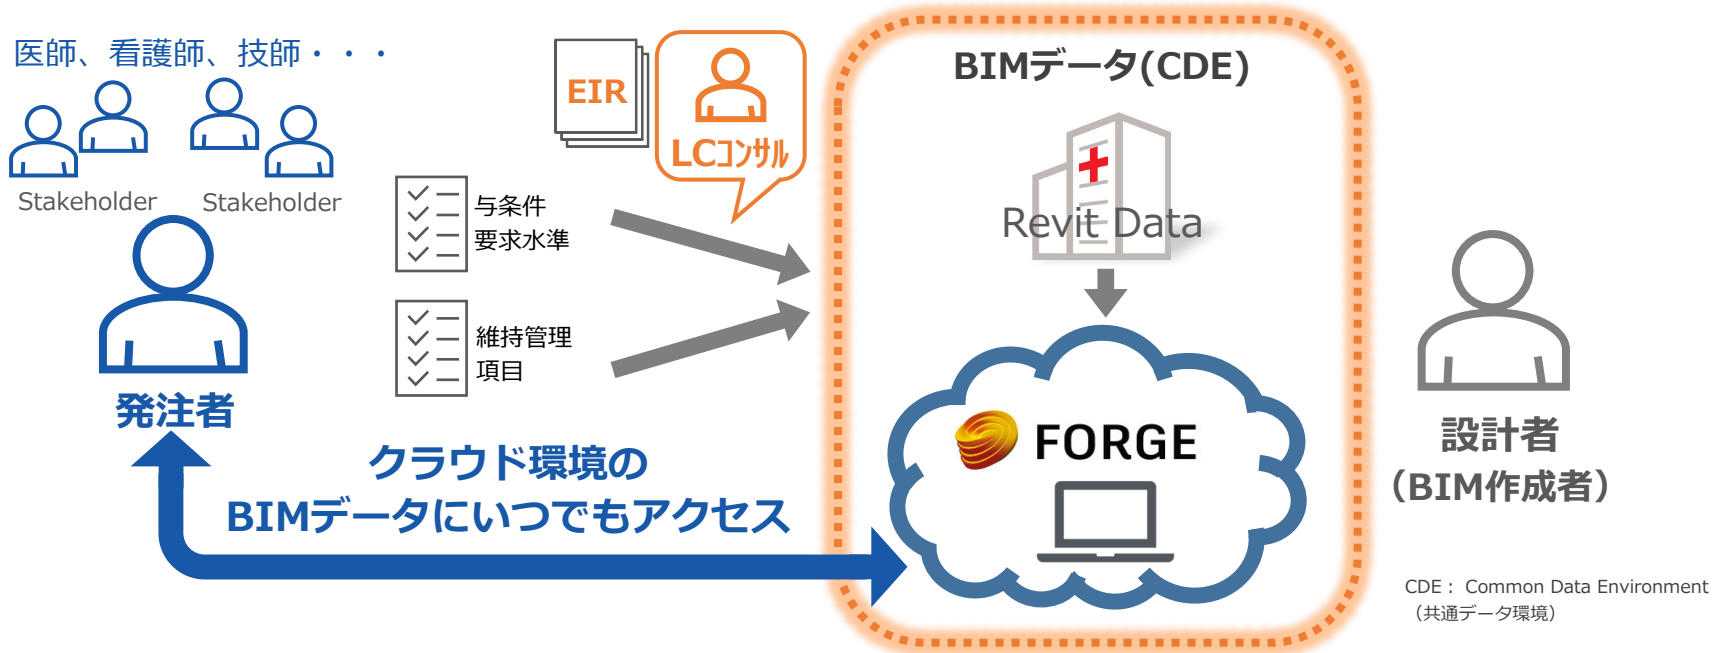 医師、看護師、技師・・・
Stakeholder
Stakeholder
発注者
EIR
LCｺﾝｻﾙ
与条件
要求水準
維持管理
項目
クラウド環境の
BIMデータにいつでもアクセス
BIMデータ(CDE)
Revit Data
FORGE
設計者
（BIM作成者）
CDE： Common Data Environment
（共通データ環境）